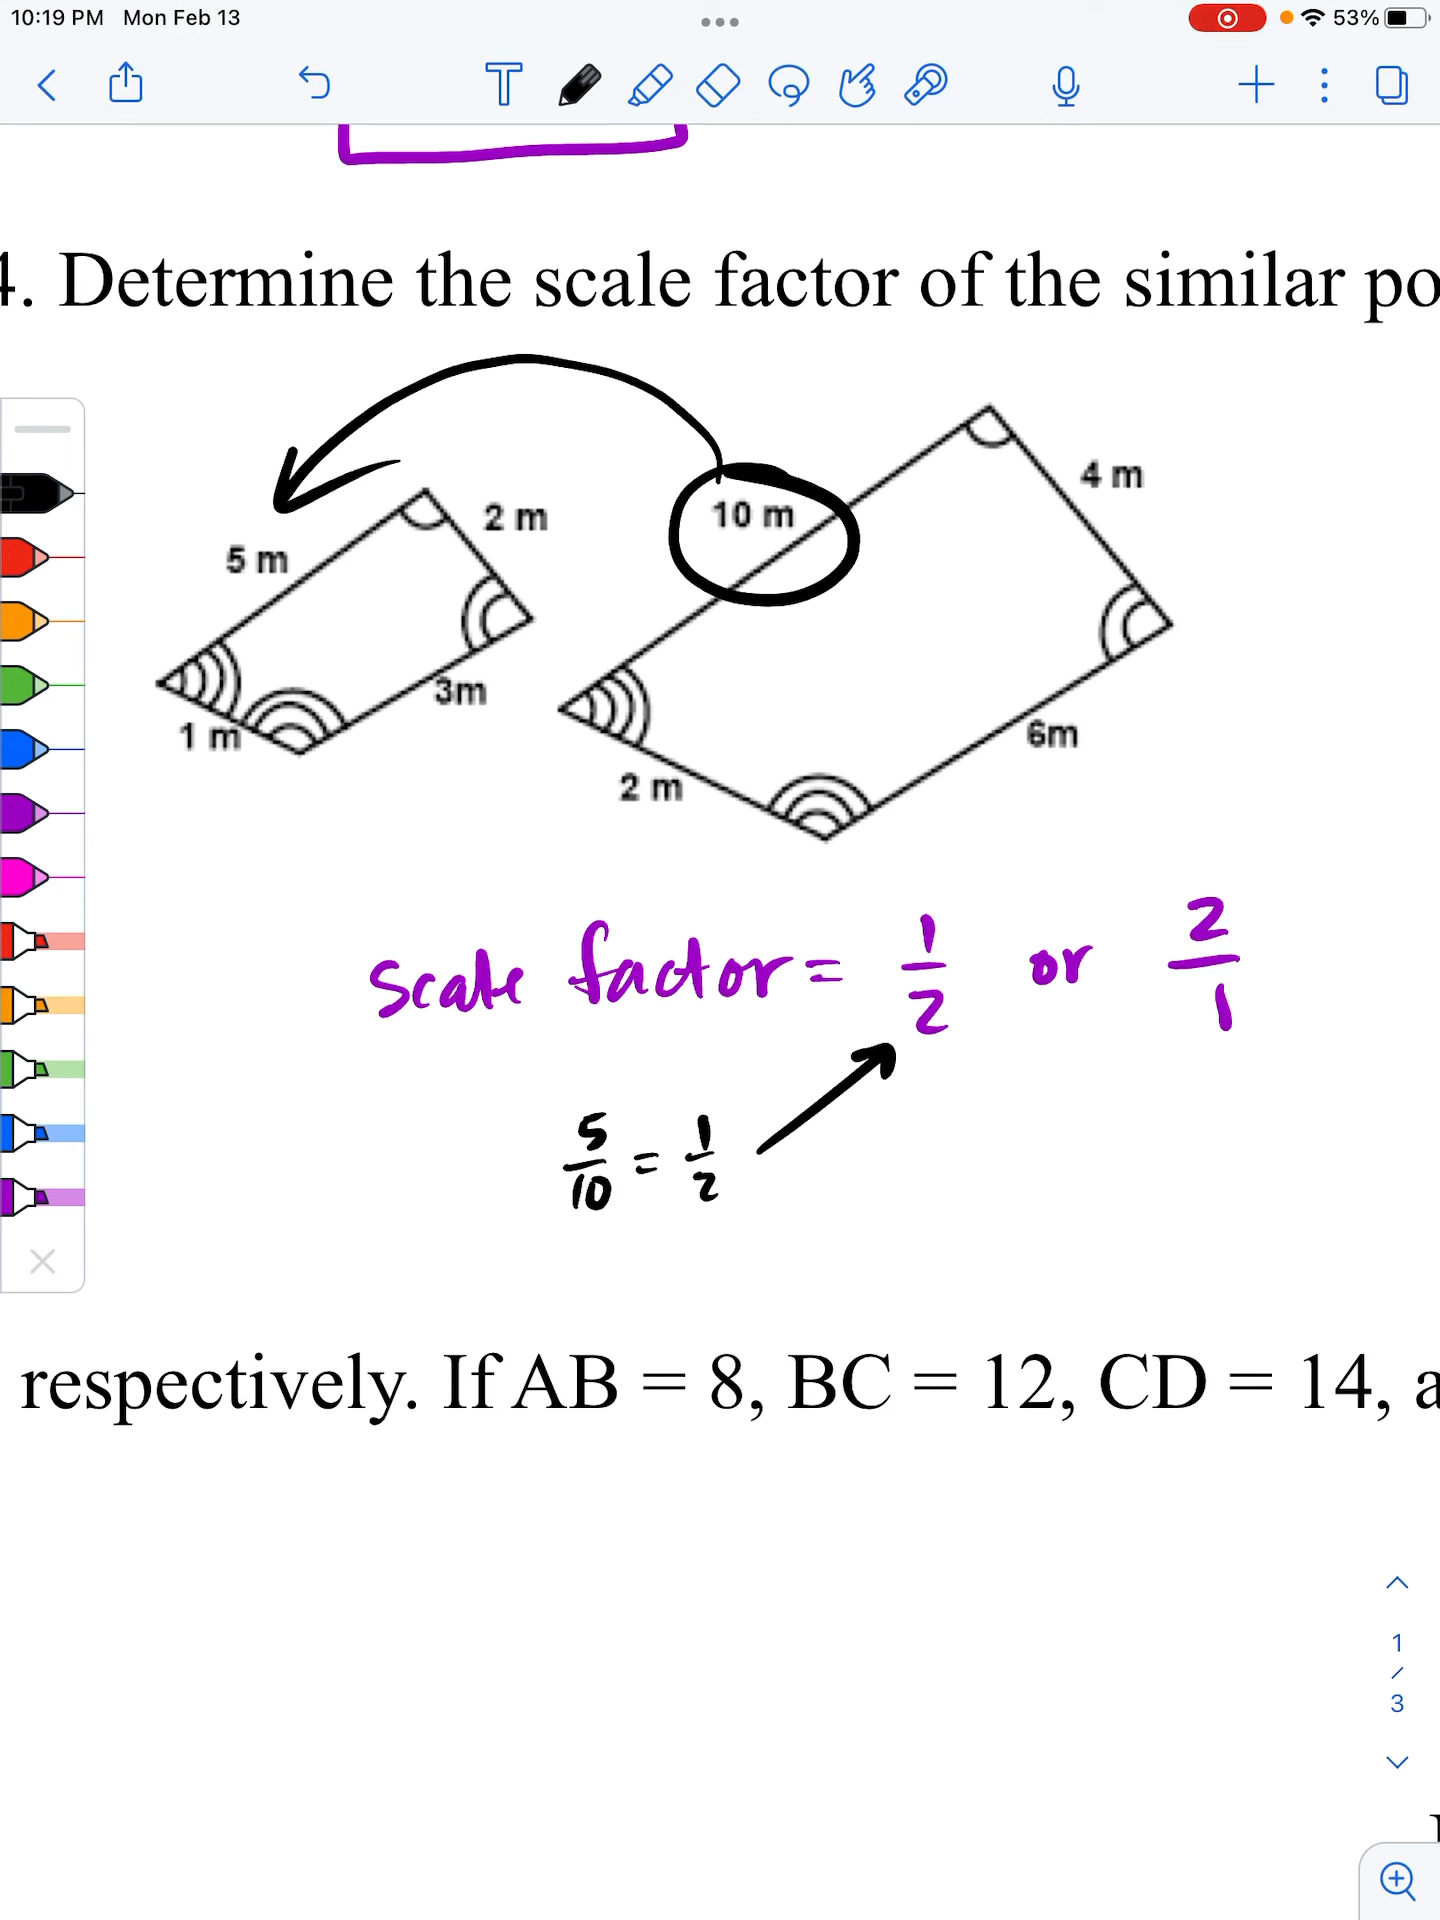 10:19 PM Mon Feb 13
53%
4. Determine the scale factor of the similar po
10 m
4 m
2 m
5 m
3m
1 m
6m
2 m
scale factor = 1/2 or 2/1
5/10 = 1/2
respectively. If AB = 8, BC = 12, CD = 14, a
1
/
3